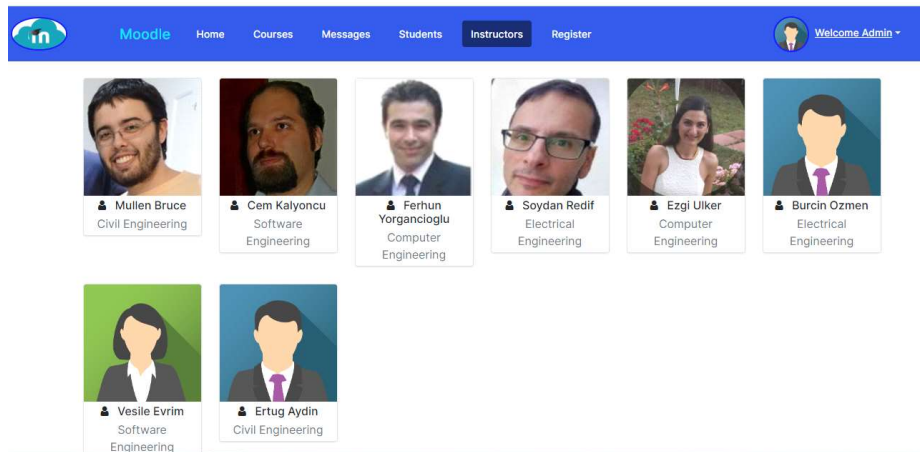 m
Moodle Home Courses Messages Students Instructors Register Welcome Admin
Mullen Bruce
Civil Engineering
Cem Kalyoncu
Software
Engineering
Ferhun
Yorgancioglu
Computer
Engineering
Soydan Redif
Electrical
Engineering
Ezgi Ulker
Computer
Engineering
Burcin Ozmen
Electrical
Engineering
Vesile Evrim
Software
Engineering
Ertug Aydin
Civil Engineering